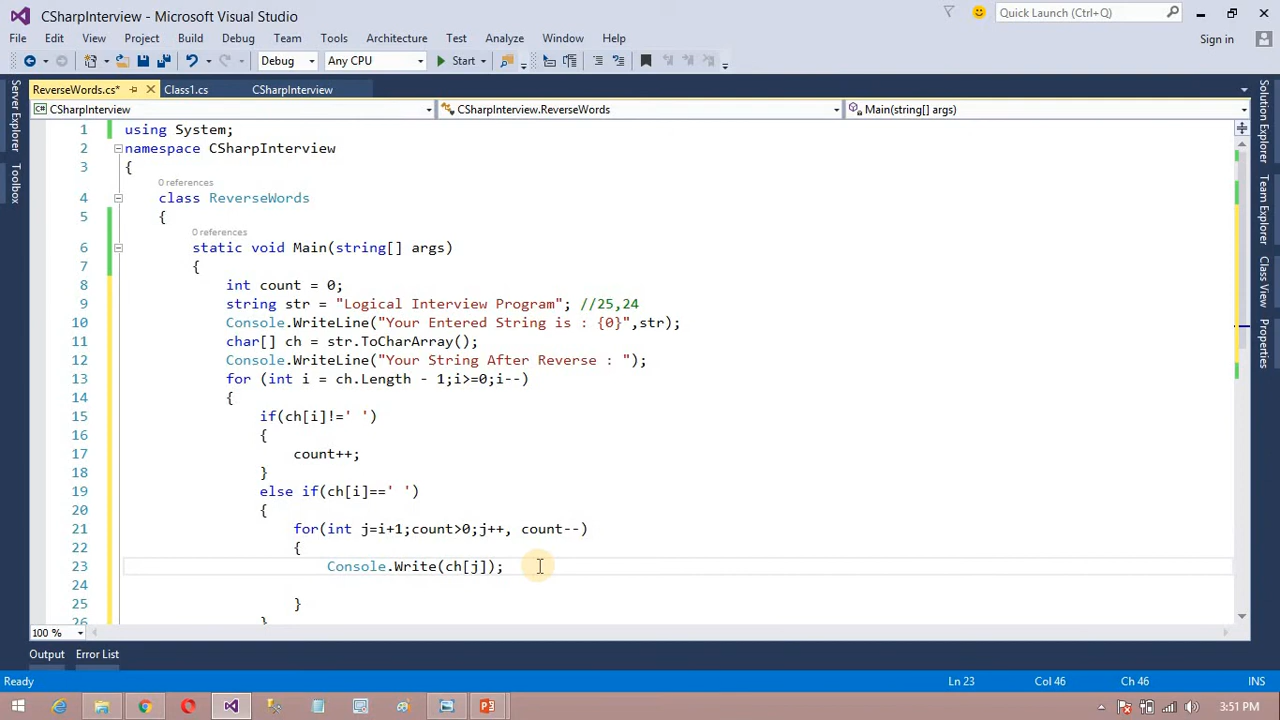 CSharpInterview - Microsoft Visual Studio
Quick Launch (Ctrl+Q)
File Edit View Project Build Debug Team Tools Architecture Test Analyze Window Help
Sign in
Debug Any CPU Start
ReverseWords.cs* Class1.cs CSharpInterview
CSharpInterview CSharpInterview.ReverseWords Main(string[] args)
Server Explorer
Toolbox
Solution Explorer
Team Explorer
Class View
Properties
1 using System;
2 namespace CSharpInterview
3 {
0 references
4 class ReverseWords
5 {
0 references
6 static void Main(string[] args)
7 {
8 int count = 0;
9 string str = "Logical Interview Program"; //25,24
10 Console.WriteLine("Your Entered String is : {0}",str);
11 char[] ch = str.ToCharArray();
12 Console.WriteLine("Your String After Reverse : ");
13 for (int i = ch.Length - 1;i>=0;i--)
14 {
15 if(ch[i]!=' ')
16 {
17 count++;
18 }
19 else if(ch[i]==' ')
20 {
21 for(int j=i+1;count>0;j++, count--)
22 {
23 Console.Write(ch[j]);
24
25 }
26 }
100 %
Output Error List
Ready Ln 23 Col 46 Ch 46 INS
3:51 PM